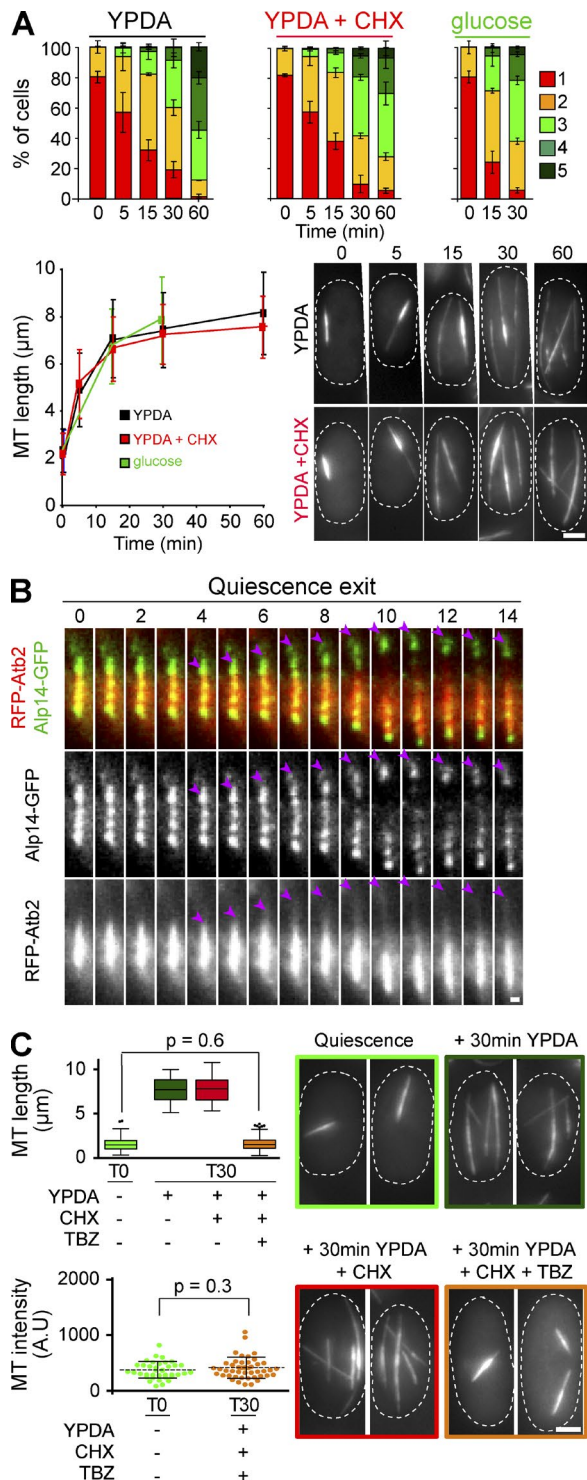 A
YPDA
YPDA + CHX
glucose
% of cells
100
80
60
40
20
0
0 5 15 30 60
Time (min)
0 5 15 30 60
Time (min)
0 15 30
Time (min)
1
2
3
4
5
MT length (µm)
10
8
6
4
2
0
YPDA
YPDA + CHX
glucose
0 10 20 30 40 50 60
Time (min)
0 5 15 30 60
YPDA
YPDA +CHX
B
Quiescence exit
0 2 4 6 8 10 12 14
RFP-Atb2
Alp14-GFP
Alp14-GFP
RFP-Atb2
C
p = 0.6
MT length (µm)
10
5
0
T0 T30
YPDA - + + +
CHX - - + +
TBZ - - - +
p = 0.3
MT intensity (A.U)
2000
1000
0
T0 T30
YPDA - +
CHX - +
TBZ - +
Quiescence
+ 30min YPDA
+ 30min YPDA
+ CHX
+ 30min YPDA
+ CHX + TBZ